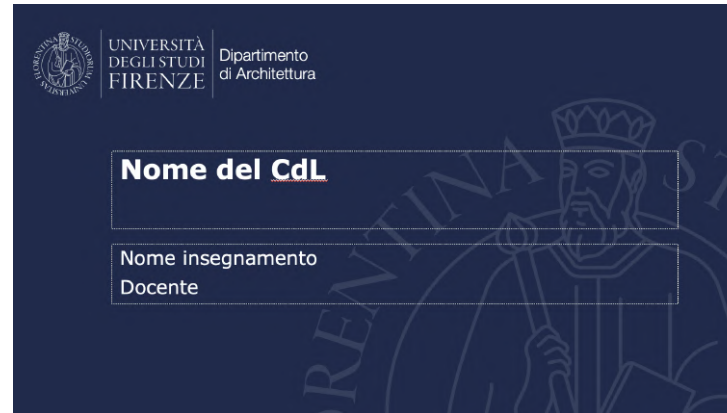 UNIVERSITÀ
DEGLI STUDI
FIRENZE
Dipartimento
di Architettura
Nome del CdL
Nome insegnamento
Docente